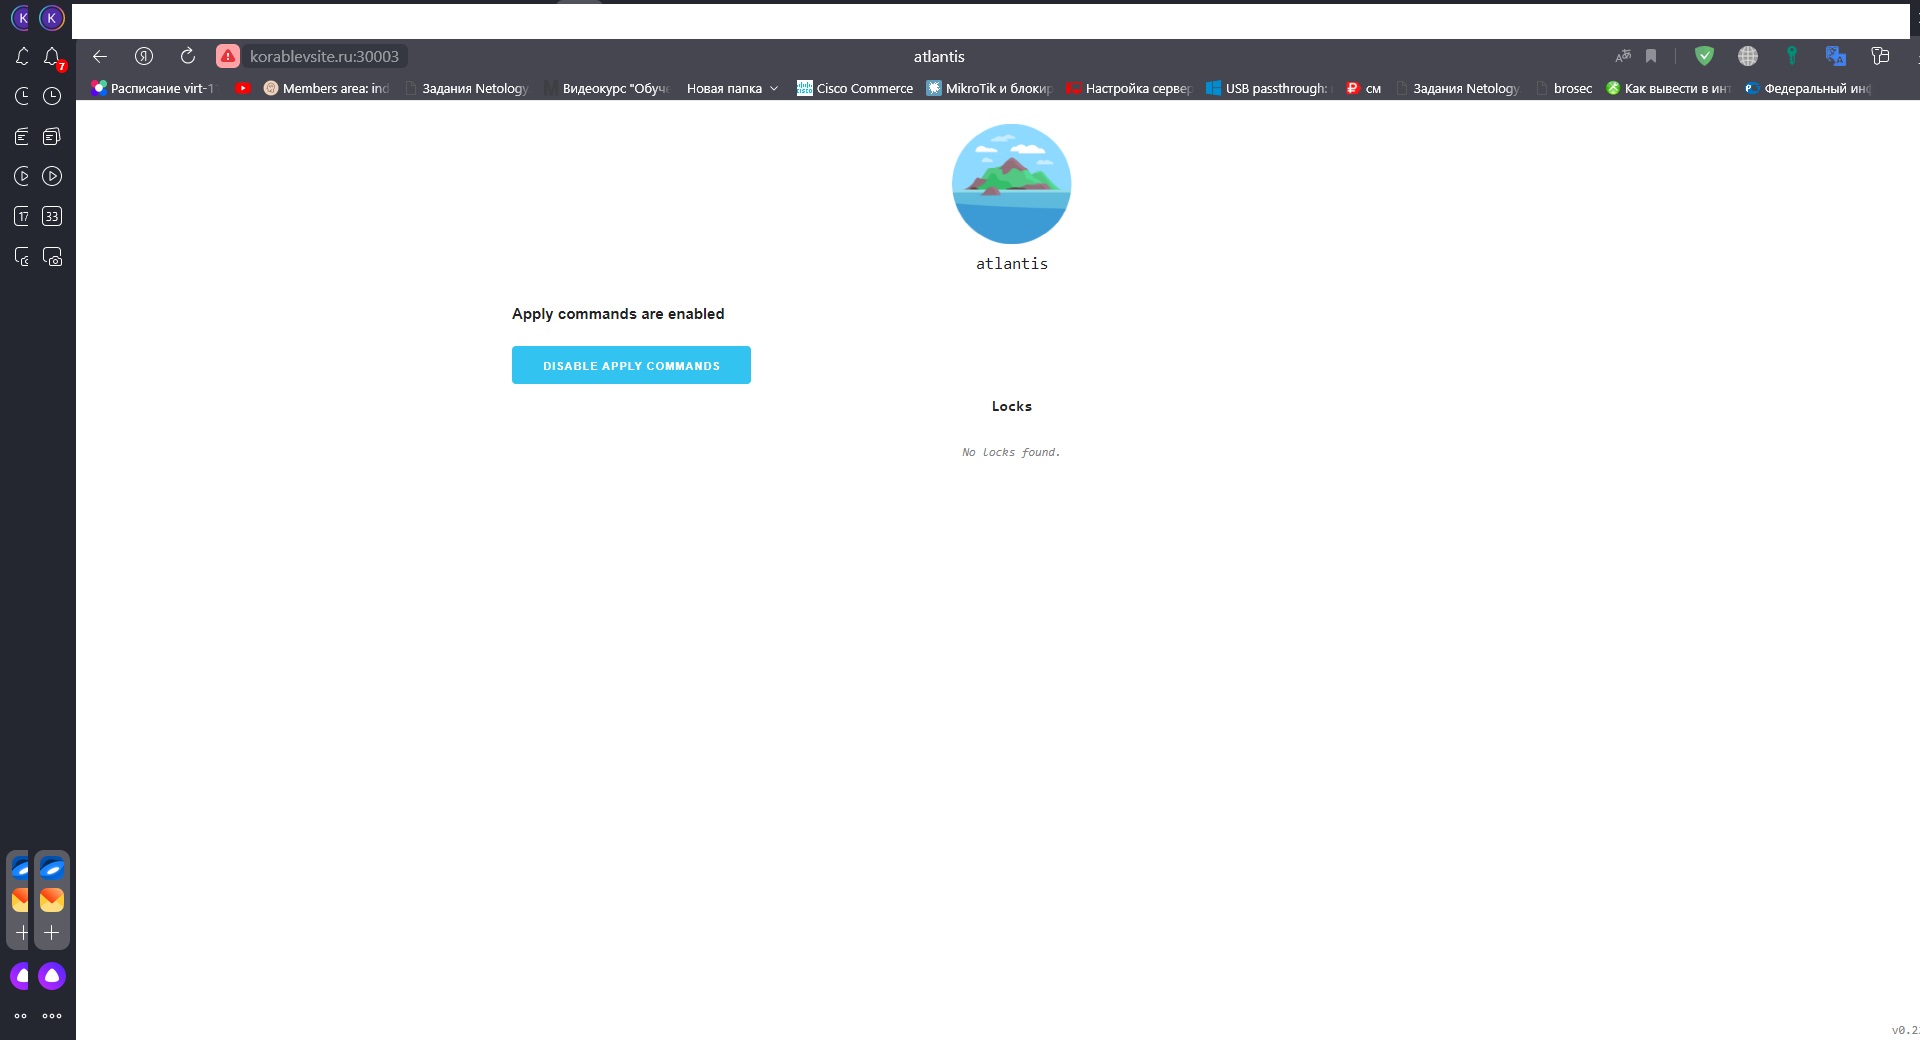 K K
7
korablevsite.ru:30003
atlantis
Расписание virt-1
Members area: ind
Задания Netology
Видеокурс "Обуч
Новая папка
Cisco Commerce
MikroTik и блокир
Настройка сервер
USB passthrough:
см
Задания Netology
brosec
Как вывести в инт
Федеральный инф
17 33
atlantis
Apply commands are enabled
DISABLE APPLY COMMANDS
Locks
No locks found.
v0.2